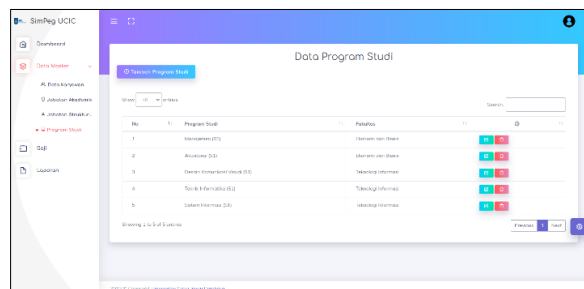 SimPeg UCIC
Dashboard
Data Master
A. Data Karyawan
Jabatan Akademik
A Jabatan Struktur..
Program Studi
Gaji
Laporan
Data Program Studi
Tambah Program Studi
Show 10 entries
Search:
No Program Studi Fakultas
1 Manajemen (S1) Ekonomi dan Bisnis
2 Akuntansi (S1) Ekonomi dan Bisnis
3 Desain Komunikasi Visual (S1) Teknologi Informasi
4 Teknik Informatika (S1) Teknologi Informasi
5 Sistem Informasi (S1) Teknologi Informasi
Showing 1 to 5 of 5 entries
Previous 1 Next